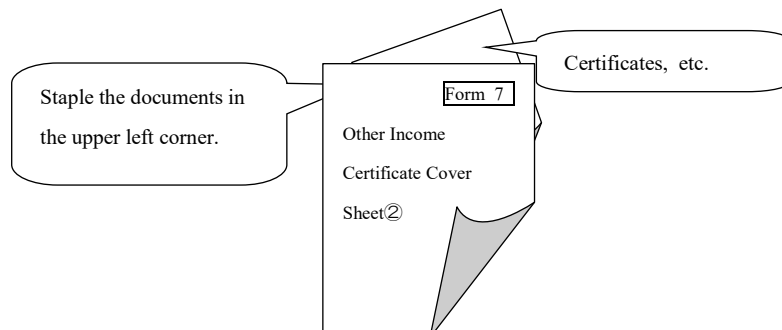 Certificates, etc.
Staple the documents in
the upper left corner.
Form 7
Other Income
Certificate Cover
Sheet②